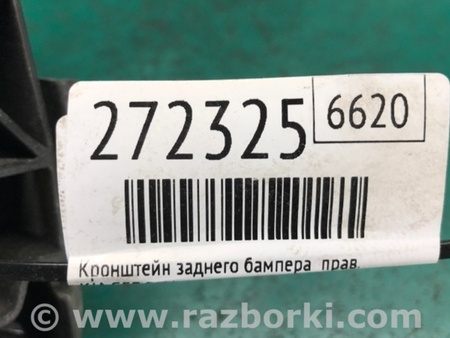 272325 6620
Кронштейн заднего бампера прав.
www.razborki.com